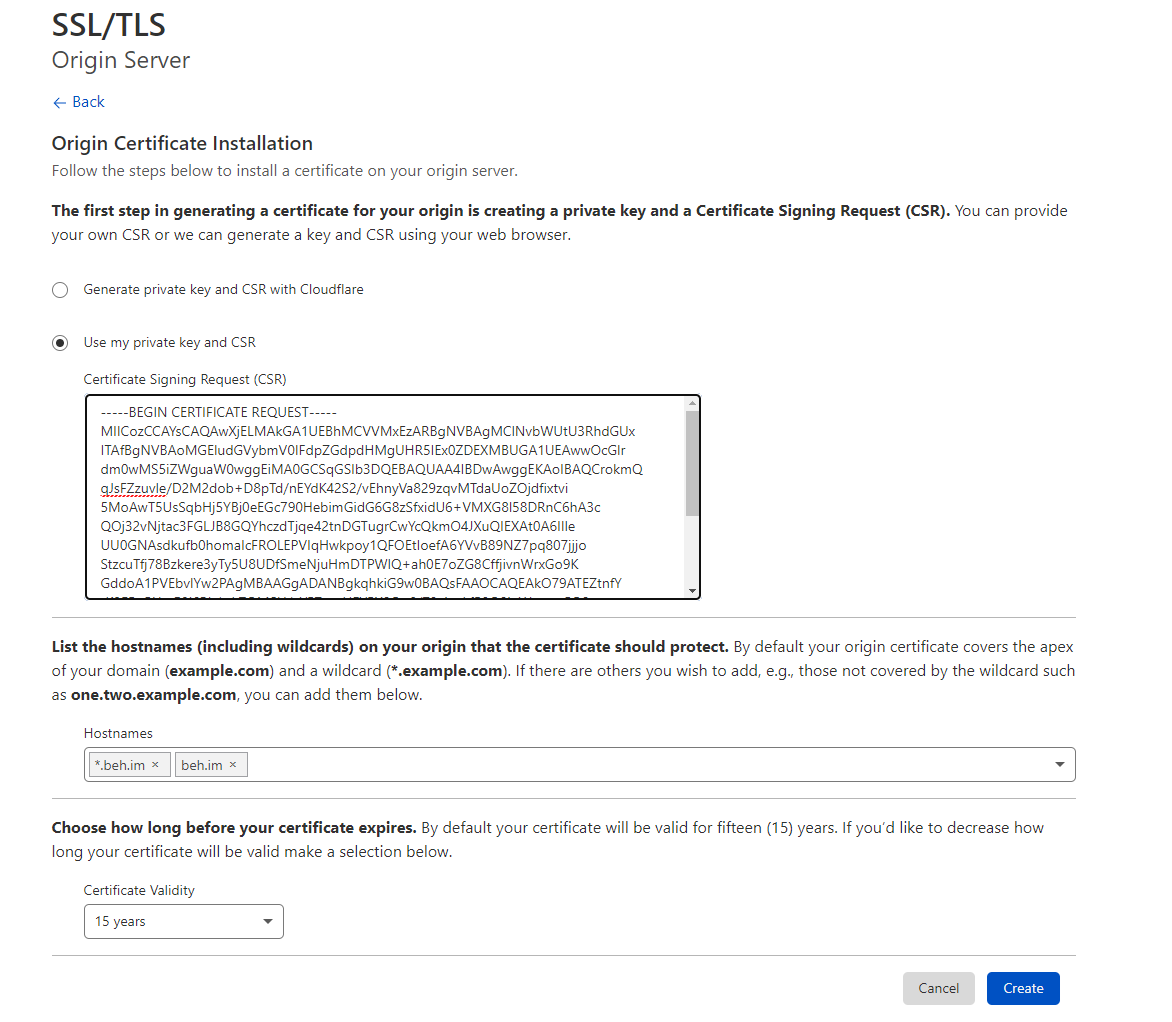 SSL/TLS
Origin Server
← Back
Origin Certificate Installation
Follow the steps below to install a certificate on your origin server.
The first step in generating a certificate for your origin is creating a private key and a Certificate Signing Request (CSR). You can provide
your own CSR or we can generate a key and CSR using your web browser.
Generate private key and CSR with Cloudflare
Use my private key and CSR
Certificate Signing Request (CSR)
-----BEGIN CERTIFICATE REQUEST-----
MIICozCCAYsCAQAwXjELMAkGA1UEBhMCVVMxEzARBgNVBAgMClNvbWUtU3RhdGUx
ITAfBgNVBAoMGEludGVybmV0IFdpZGdpdHMgUHR5IEx0ZDEXMBUGA1UEAwwOcGlr
dm0wMS5iZWguaW0wggEiMA0GCSqGSIb3DQEBAQUAA4IBDwAwggEKAoIBAQCrokmQ
qJsFZzuvIe/D2M2dob+D8pTd/nEYdK42S2/vEhnyVa829zqvMTdaUoZOjdfixtvi
5MoAwT5UsSqbHj5YBj0eEGc790HebimGidG6G8zSfxidU6+VMXG8I58DRnC6hA3c
QOj32vNjtac3FGLJB8GQYhczdTjqe42tnDGTugrCwYcQkmO4JXuQIEXAt0A6IlIe
UU0GNAsdkufb0homaIcFROLEPVIqHwkpoy1QFOEtIoefA6YVvB89NZ7pq807jjjo
StzcuTfj78Bzkere3yTy5U8UDfSmeNjuHmDTPWIQ+ah0E7oZG8CffjivnWrxGo9K
GddoA1PVEbvlYw2PAgMBAAGgADANBgkqhkiG9w0BAQsFAAOCAQEAkO79ATEZtnfY
List the hostnames (including wildcards) on your origin that the certificate should protect. By default your origin certificate covers the apex
of your domain (example.com) and a wildcard (*.example.com). If there are others you wish to add, e.g., those not covered by the wildcard such
as one.two.example.com, you can add them below.
Hostnames
*.beh.im × beh.im ×
Choose how long before your certificate expires. By default your certificate will be valid for fifteen (15) years. If you'd like to decrease how
long your certificate will be valid make a selection below.
Certificate Validity
15 years
Cancel Create